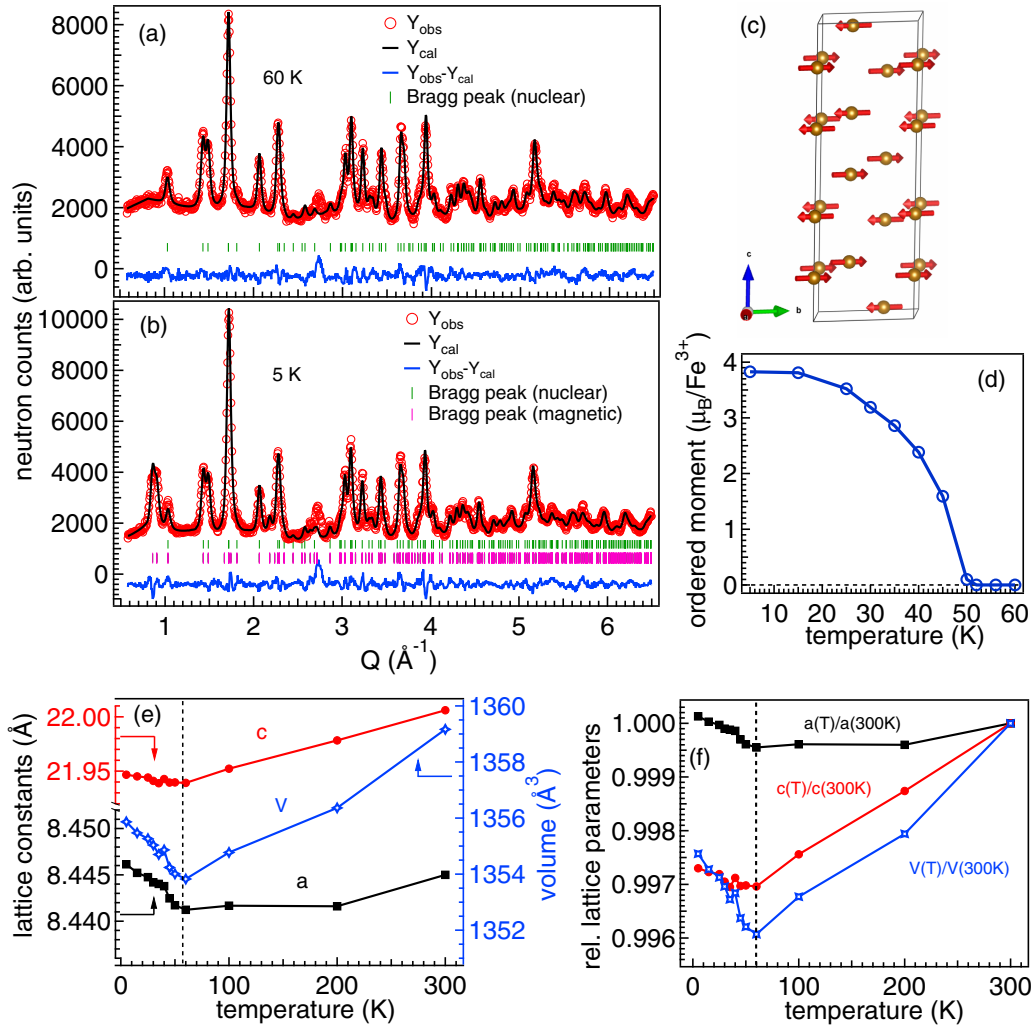 (a)
Y_obs
Y_cal
Y_obs-Y_cal
Bragg peak (nuclear)
60 K
8000
6000
4000
2000
0
(b)
Y_obs
Y_cal
Y_obs-Y_cal
Bragg peak (nuclear)
Bragg peak (magnetic)
5 K
10000
8000
6000
4000
2000
0
neutron counts (arb. units)
1 2 3 4 5 6
Q (Å⁻¹)
(c)
c
b
a
(d)
4
3
2
1
0
ordered moment (μ_B/Fe³⁺)
0 10 20 30 40 50 60
temperature (K)
(e)
22.00
21.95
8.450
8.445
8.440
lattice constants (Å)
c
V
a
1360
1358
1356
1354
1352
volume (Å³)
0 100 200 300
temperature (K)
(f)
1.000
0.999
0.998
0.997
0.996
rel. lattice parameters
a(T)/a(300K)
c(T)/c(300K)
V(T)/V(300K)
0 100 200 300
temperature (K)